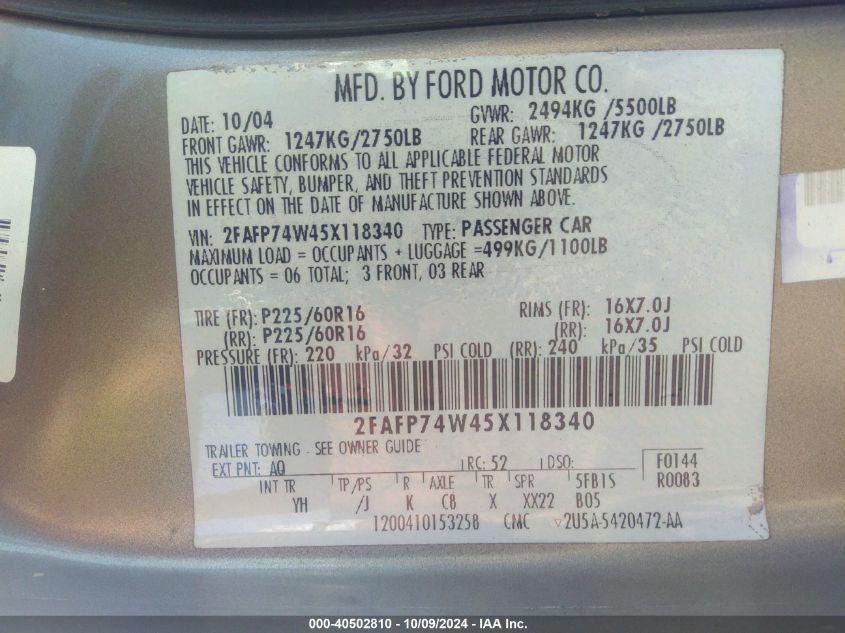 MFD. BY FORD MOTOR CO.
DATE: 10/04 GVWR: 2494KG /5500LB
FRONT GAWR: 1247KG/2750LB REAR GAWR: 1247KG /2750LB
THIS VEHICLE CONFORMS TO ALL APPLICABLE FEDERAL MOTOR
VEHICLE SAFETY, BUMPER, AND THEFT PREVENTION STANDARDS
IN EFFECT ON THE DATE OF MANUFACTURE SHOWN ABOVE.
VIN: 2FAFP74W45X118340 TYPE: PASSENGER CAR
MAXIMUM LOAD = OCCUPANTS + LUGGAGE =499KG/1100LB
OCCUPANTS = 06 TOTAL; 3 FRONT, 03 REAR
TIRE (FR): P225/60R16 RIMS (FR): 16X7.0J
(RR): P225/60R16 (RR): 16X7.0J
PRESSURE (FR): 220 kPa/32 PSI COLD (RR): 240 kPa/35 PSI COLD
2FAFP74W45X118340
TRAILER TOWING - SEE OWNER GUIDE
EXT PNT: AQ RC: 52 DSO: F0144
INT TR TP/PS R AXLE TR SPR 5FB1S R0083
YH /J K C8 X XX22 B05
1200410153258 CMC ▽2U5A-5420472-AA
000-40502810 - 10/09/2024 - IAA Inc.